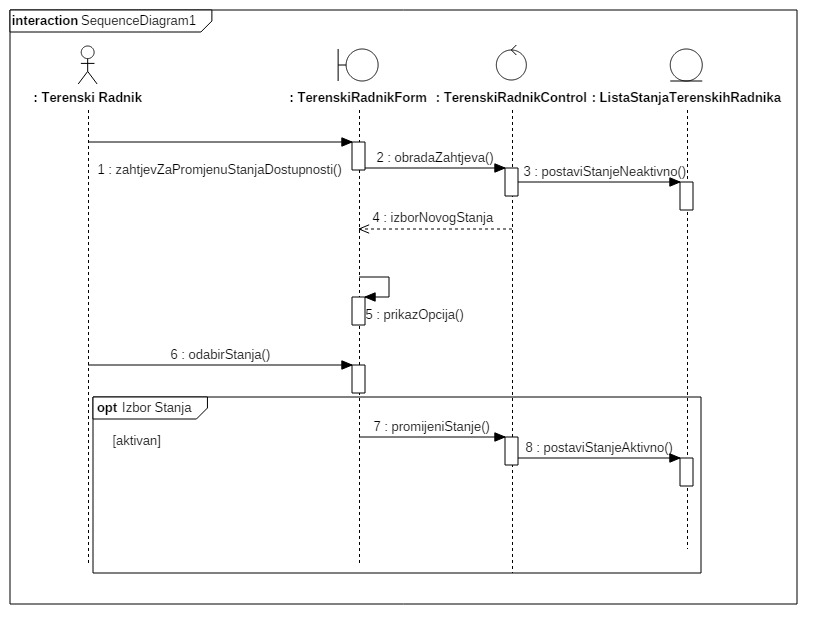 interaction SequenceDiagram1
: Terenski Radnik
: TerenskiRadnikForm
: TerenskiRadnikControl
: ListaStanjaTerenskihRadnika
1 : zahtjevZaPromjenuStanjaDostupnosti()
2 : obradaZahtjeva()
3 : postaviStanjeNeaktivno()
4 : izborNovogStanja
5 : prikazOpcija()
6 : odabirStanja()
opt Izbor Stanja
[aktivan]
7 : promijeniStanje()
8 : postaviStanjeAktivno()